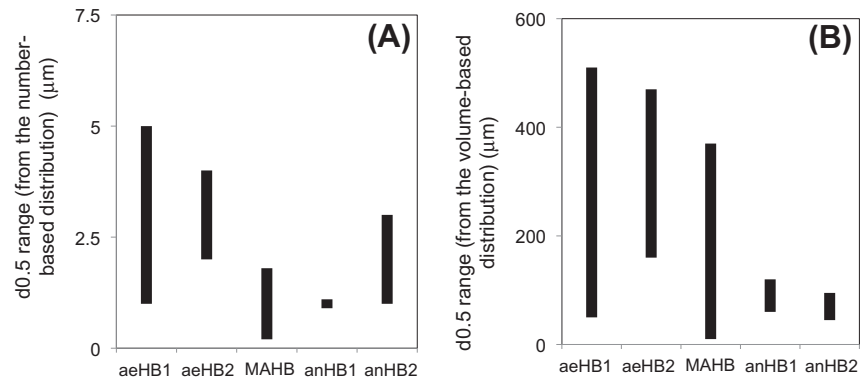 d0.5 range (from the number-
based distribution) (μm)
7.5
5
2.5
0
(A)
aeHB1 aeHB2 MAHB anHB1 anHB2
d0.5 range (from the volume-based
distribution) (μm)
600
400
200
0
(B)
aeHB1 aeHB2 MAHB anHB1 anHB2